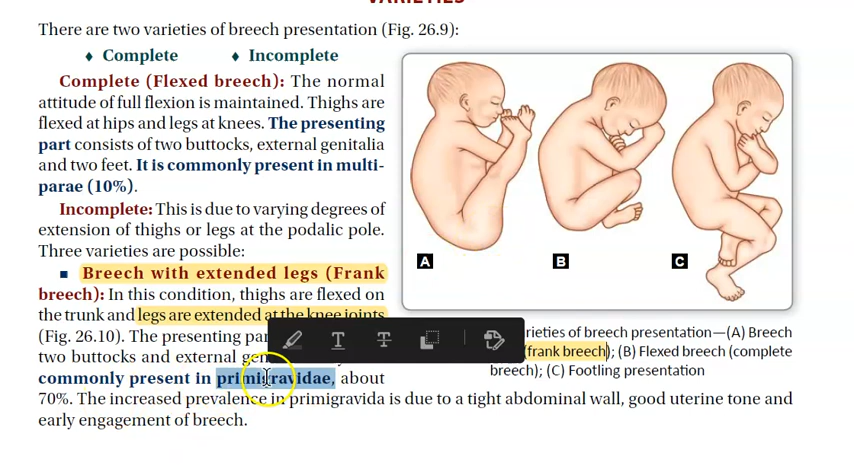 VARIETIES
There are two varieties of breech presentation (Fig. 26.9):
♦ Complete ♦ Incomplete
Complete (Flexed breech): The normal
attitude of full flexion is maintained. Thighs are
flexed at hips and legs at knees. The presenting
part consists of two buttocks, external genitalia
and two feet. It is commonly present in multi-
parae (10%).
Incomplete: This is due to varying degrees of
extension of thighs or legs at the podalic pole.
Three varieties are possible:
■ Breech with extended legs (Frank
breech): In this condition, thighs are flexed on
the trunk and legs are extended at the knee joints
(Fig. 26.10). The presenting
two buttocks and external
commonly present in primigravidae, about
70%. The increased prevalence in primigravida is due to a tight abdominal wall, good uterine tone and
early engagement of breech.
A B C
rieties of breech presentation—(A) Breech
(frank breech); (B) Flexed breech (complete
breech); (C) Footling presentation
T T